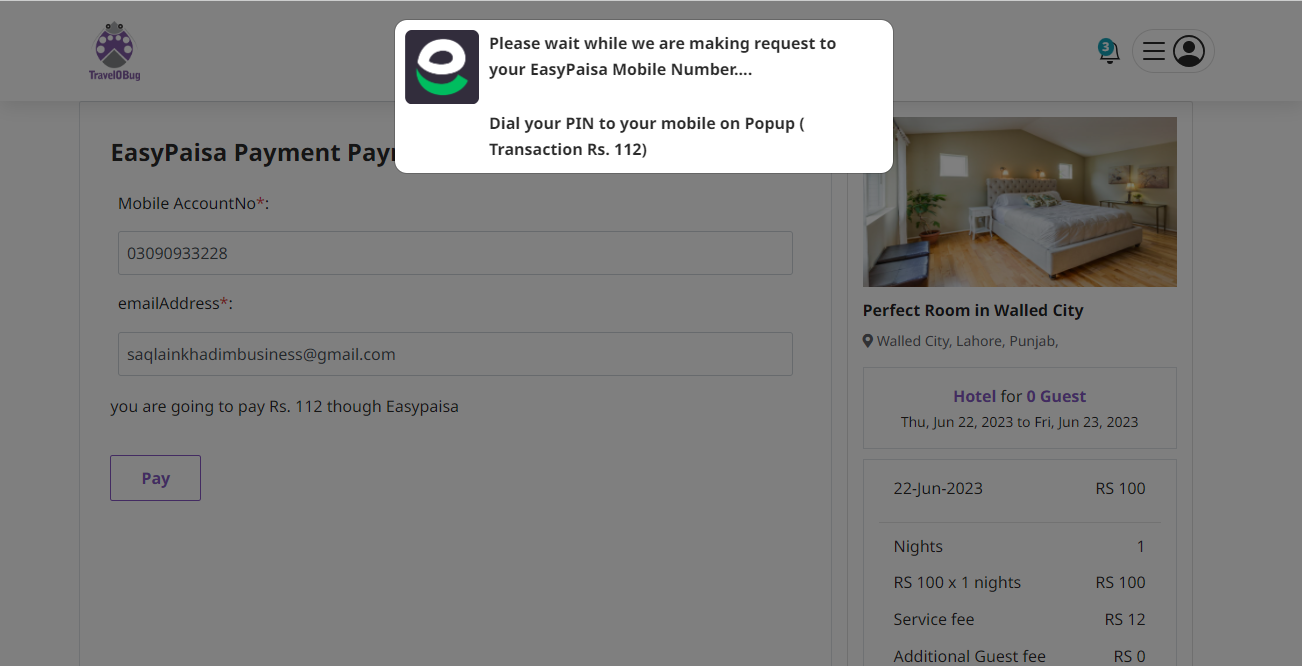 TravelOBug
Please wait while we are making request to
your EasyPaisa Mobile Number....
Dial your PIN to your mobile on Popup (
Transaction Rs. 112)
3
EasyPaisa Payment
Mobile AccountNo*:
03090933228
emailAddress*:
saqlainkhadimbusiness@gmail.com
you are going to pay Rs. 112 though Easypaisa
Pay
Perfect Room in Walled City
Walled City, Lahore, Punjab,
Hotel for 0 Guest
Thu, Jun 22, 2023 to Fri, Jun 23, 2023
22-Jun-2023 RS 100
Nights 1
RS 100 x 1 nights RS 100
Service fee RS 12
Additional Guest fee RS 0